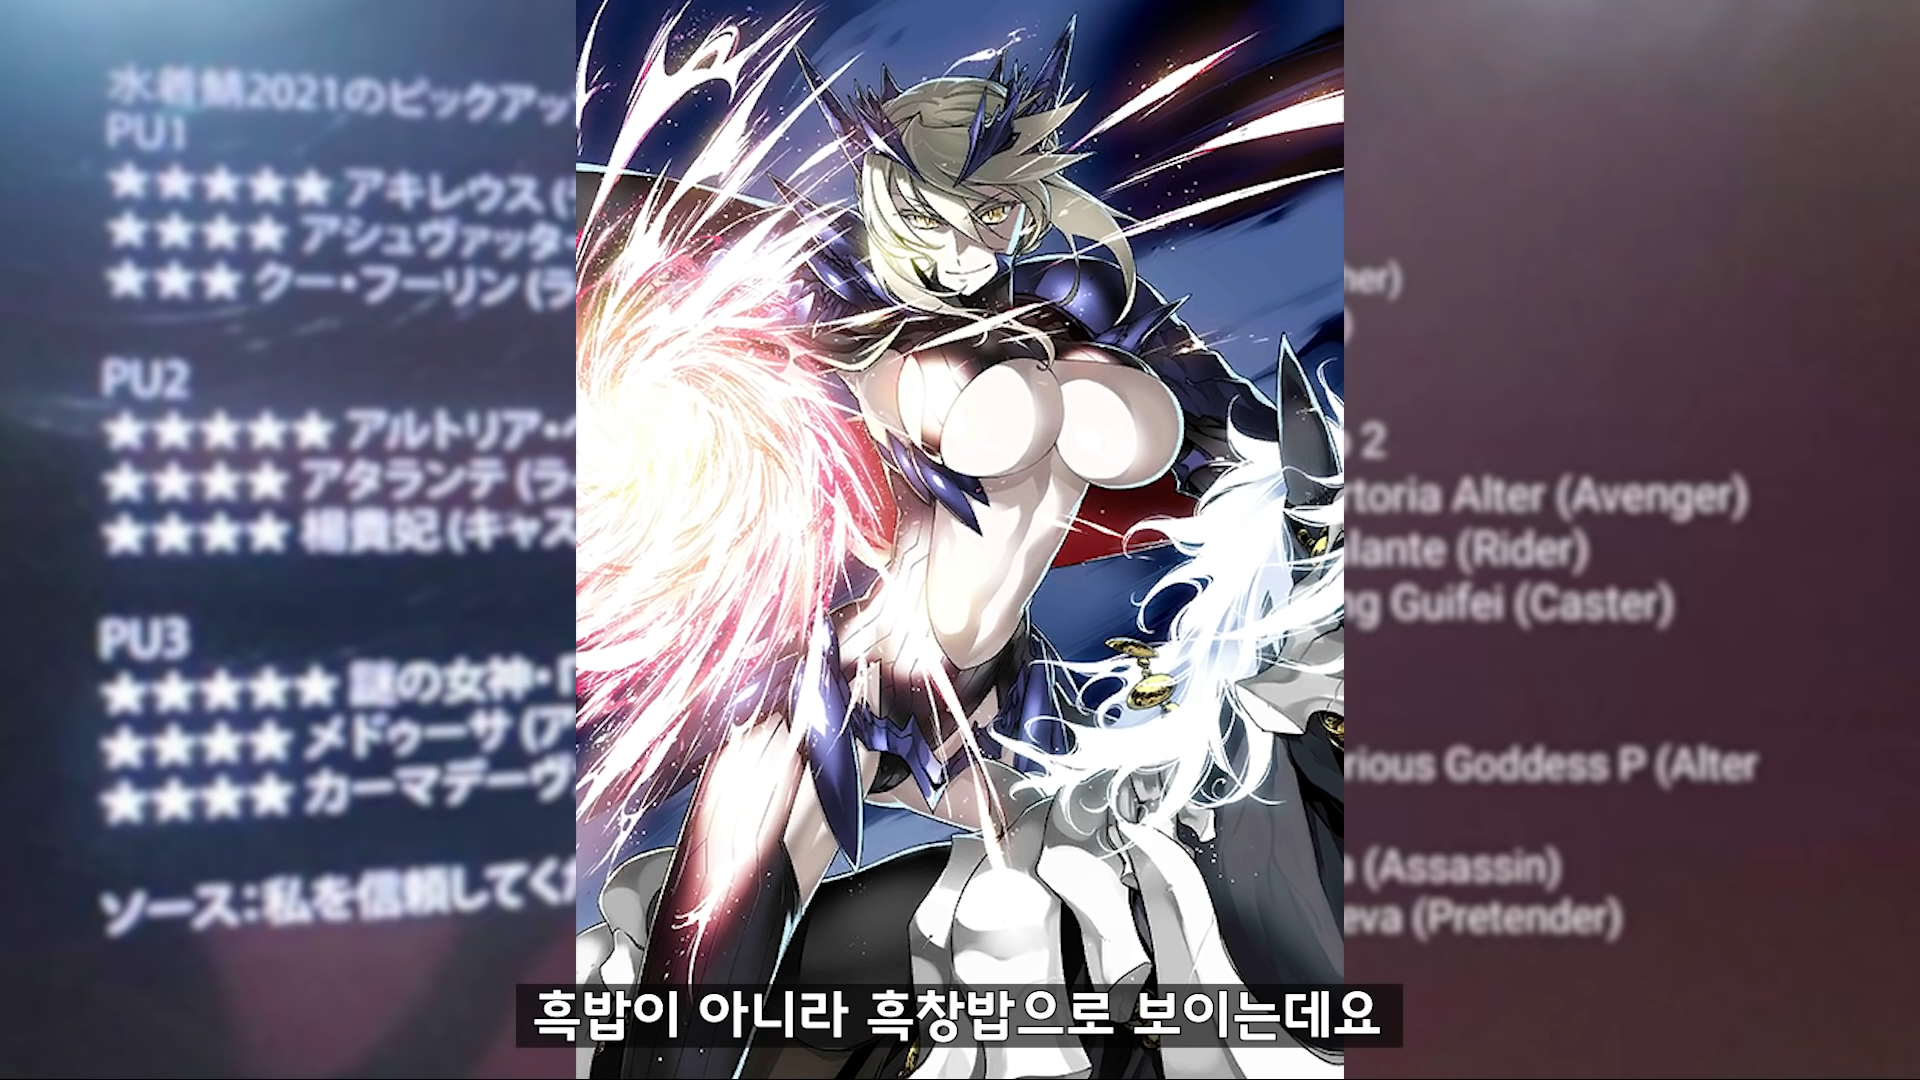 水着鯖2021のピックアッ
PU1
★★★★★ アキレウス (
★★★★ アシュヴァッタ
★★★ クー・フーリン (ラ
PU2
★★★★★ アルトリア・
★★★★ アタランテ (ラ
★★★★ 楊貴妃 (キャス
PU3
★★★★★ 謎の女神・
★★★★ メドゥーサ (ア
★★★★ カーマデーヴ
ソース：私を信頼してく
her)
)
2
rtoria Alter (Avenger)
lante (Rider)
ng Guifei (Caster)
rious Goddess P (Alter
(Assassin)
eva (Pretender)
흑밥이 아니라 흑창밥으로 보이는데요